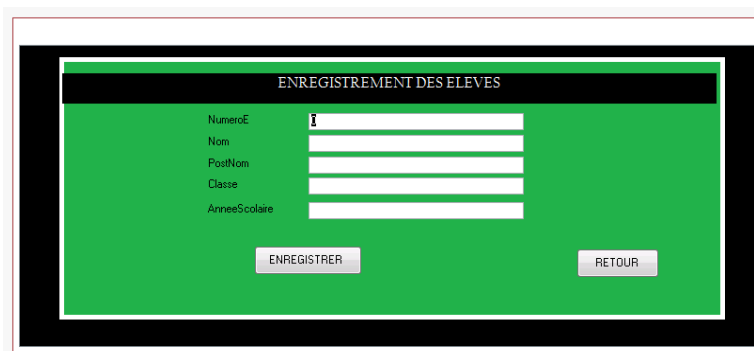 ENREGISTREMENT DES ELEVES
NumeroE
Nom
PostNom
Classe
AnneeScolaire
ENREGISTRER
RETOUR